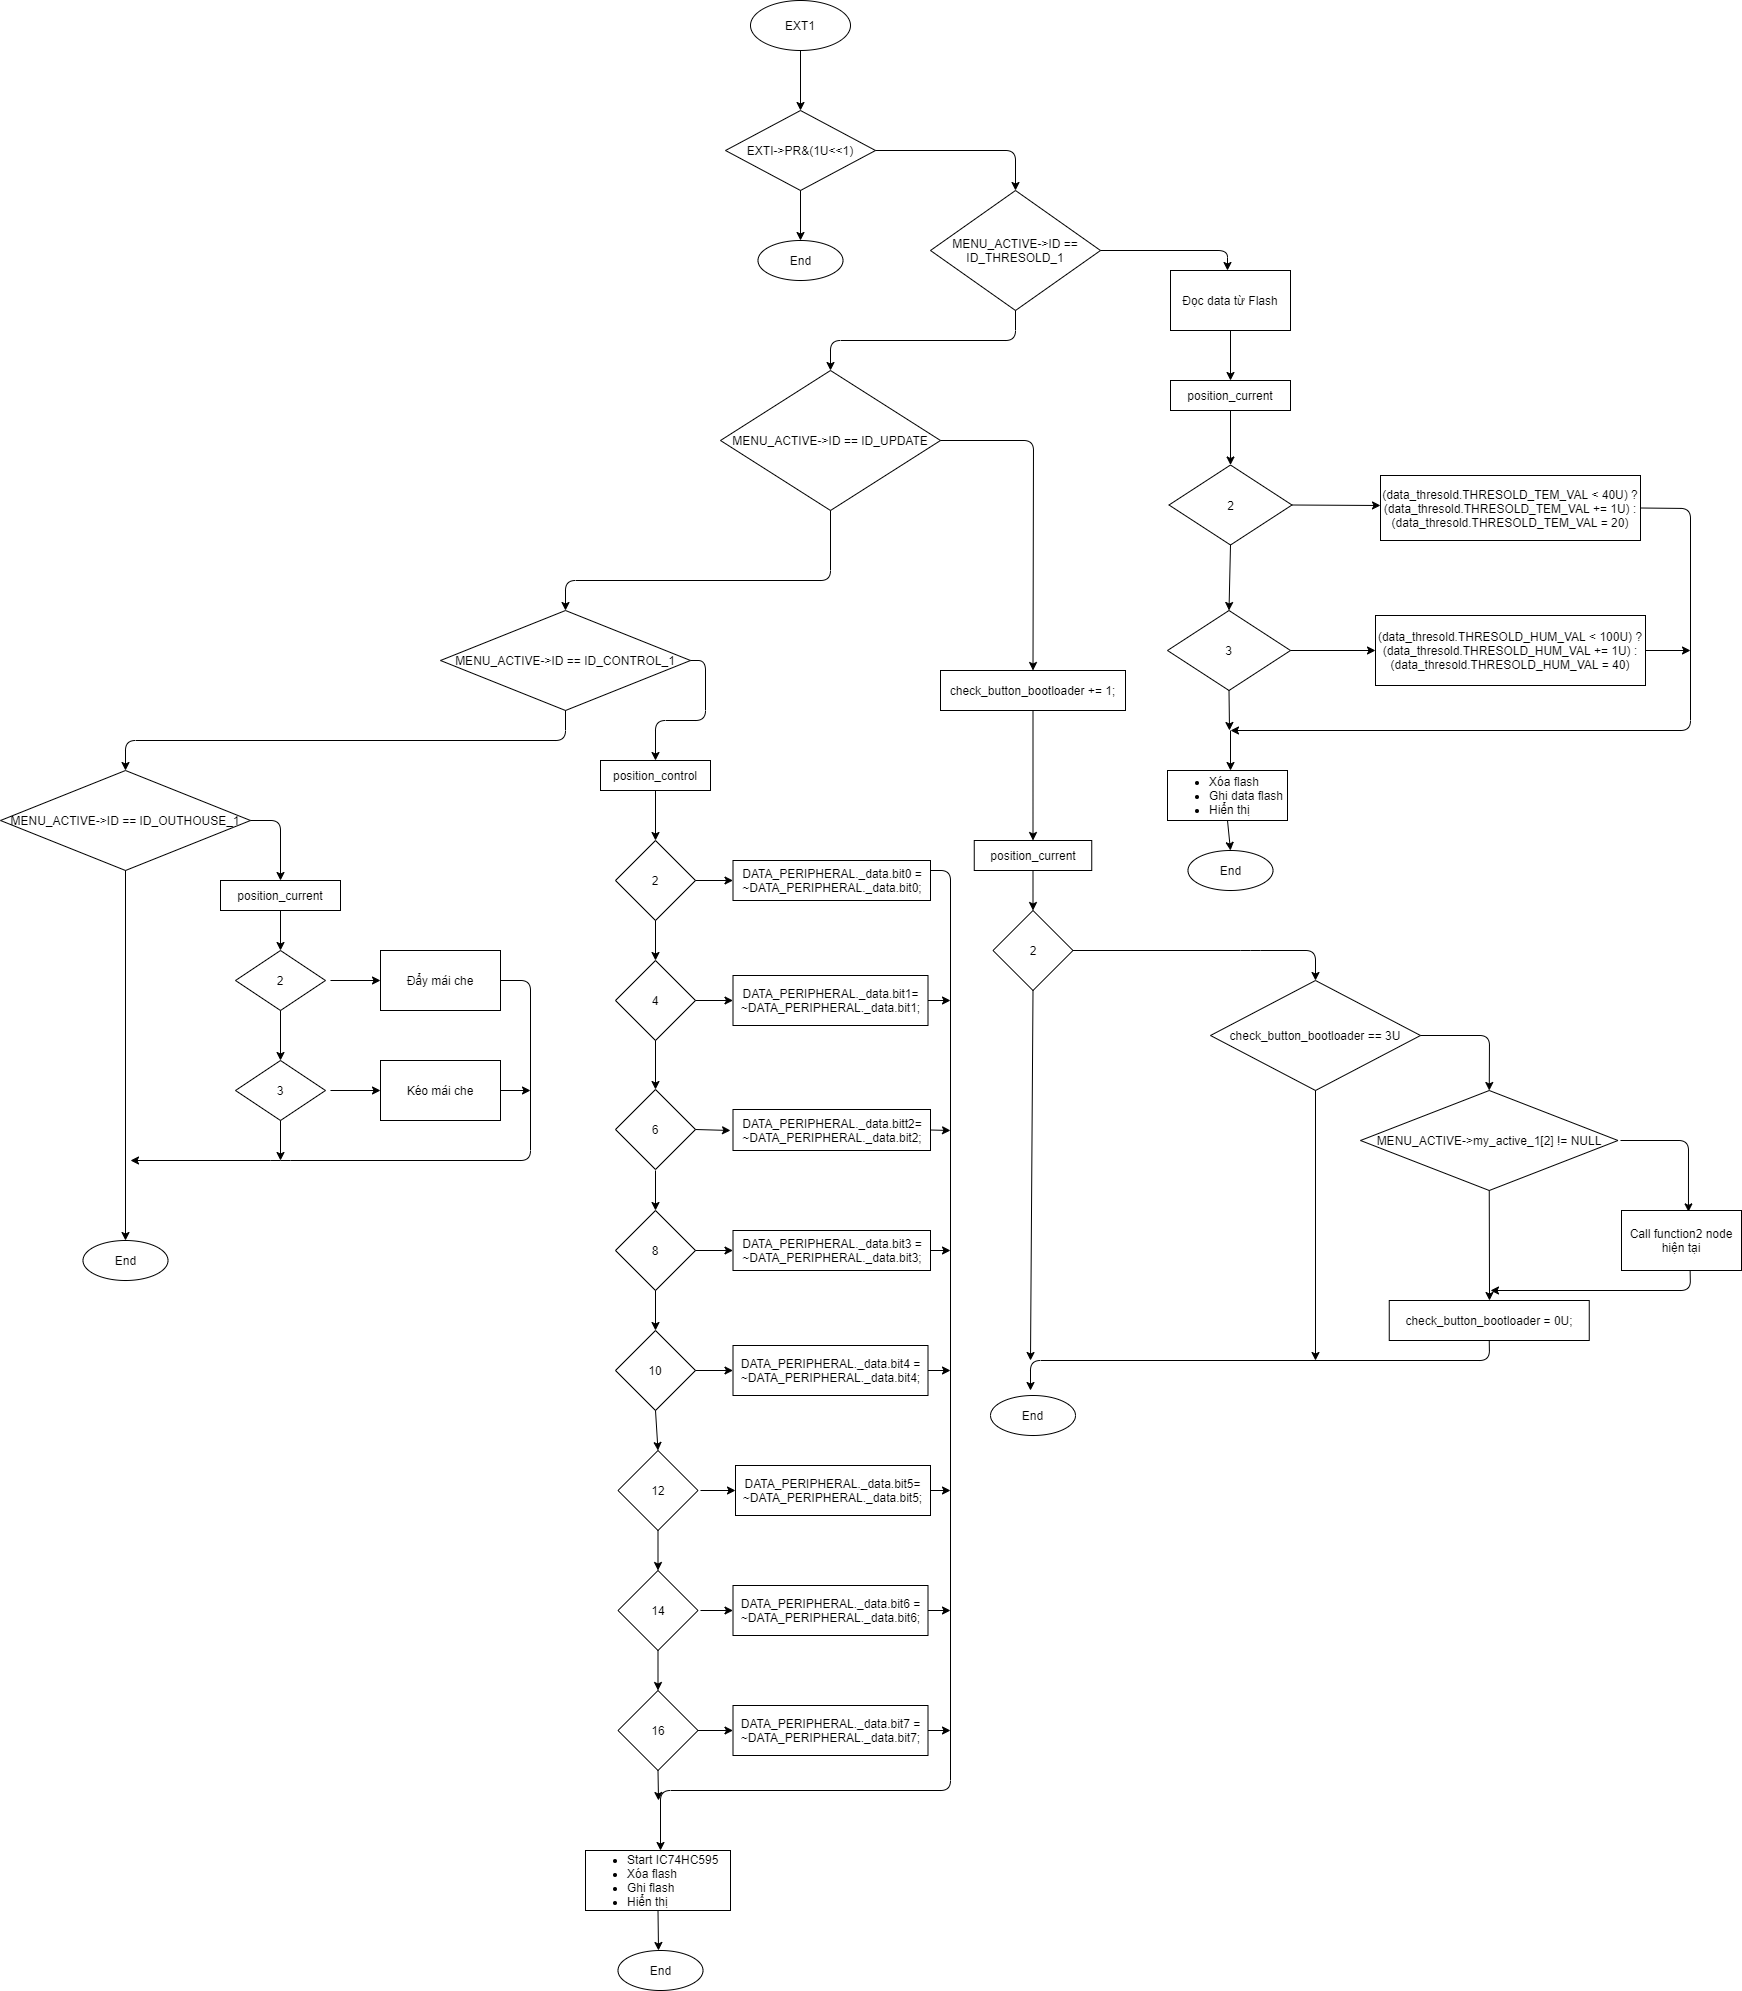 EXT1
EXTI->PR&(1U<<1)
End
MENU_ACTIVE->ID ==
ID_THRESOLD_1
Đọc data từ Flash
position_current
2
(data_thresold.THRESOLD_TEM_VAL < 40U) ?
(data_thresold.THRESOLD_TEM_VAL += 1U) :
(data_thresold.THRESOLD_TEM_VAL = 20)
3
(data_thresold.THRESOLD_HUM_VAL < 100U) ?
(data_thresold.THRESOLD_HUM_VAL += 1U) :
(data_thresold.THRESOLD_HUM_VAL = 40)
Xóa flash
Ghi data flash
Hiển thị
End
MENU_ACTIVE->ID == ID_UPDATE
check_button_bootloader += 1;
position_current
2
check_button_bootloader == 3U
MENU_ACTIVE->my_active_1[2] != NULL
Call function2 node
hiện tại
check_button_bootloader = 0U;
End
MENU_ACTIVE->ID == ID_CONTROL_1
position_control
2
DATA_PERIPHERAL._data.bit0 =
~DATA_PERIPHERAL._data.bit0;
4
DATA_PERIPHERAL._data.bit1=
~DATA_PERIPHERAL._data.bit1;
6
DATA_PERIPHERAL._data.bitt2=
~DATA_PERIPHERAL._data.bit2;
8
DATA_PERIPHERAL._data.bit3 =
~DATA_PERIPHERAL._data.bit3;
10
DATA_PERIPHERAL._data.bit4 =
~DATA_PERIPHERAL._data.bit4;
12
DATA_PERIPHERAL._data.bit5=
~DATA_PERIPHERAL._data.bit5;
14
DATA_PERIPHERAL._data.bit6 =
~DATA_PERIPHERAL._data.bit6;
16
DATA_PERIPHERAL._data.bit7 =
~DATA_PERIPHERAL._data.bit7;
Start IC74HC595
Xóa flash
Ghi flash
Hiển thị
End
MENU_ACTIVE->ID == ID_OUTHOUSE_1
position_current
2
Đẩy mái che
3
Kéo mái che
End